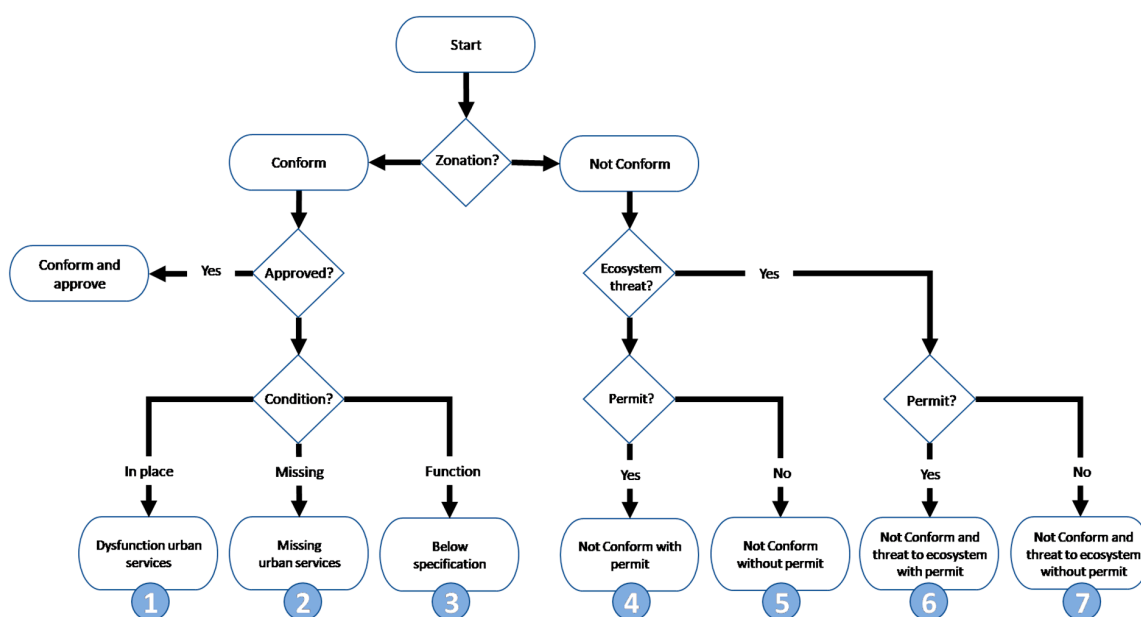 Start
Zonation?
Conform
Not Conform
Conform and
approve
Yes
Approved?
Ecosystem
threat?
Yes
Condition?
Permit?
Permit?
In place
Missing
Function
Yes
No
Yes
No
Dysfunction urban
services
Missing
urban services
Below
specification
Not Conform with
permit
Not Conform
without permit
Not Conform and
threat to ecosystem
with permit
Not Conform and
threat to ecosystem
without permit
1
2
3
4
5
6
7